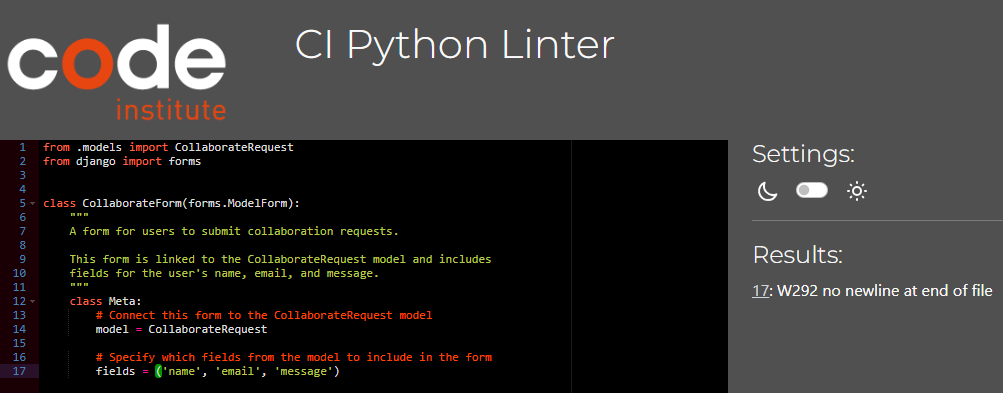 code
institute
CI Python Linter
1 from .models import CollaborateRequest
2 from django import forms
3
4
5 class CollaborateForm(forms.ModelForm):
6     """
7     A form for users to submit collaboration requests.
8
9     This form is linked to the CollaborateRequest model and includes
10     fields for the user's name, email, and message.
11     """
12     class Meta:
13         # Connect this form to the CollaborateRequest model
14         model = CollaborateRequest
15
16         # Specify which fields from the model to include in the form
17         fields = ('name', 'email', 'message')
Settings:
Results:
17: W292 no newline at end of file